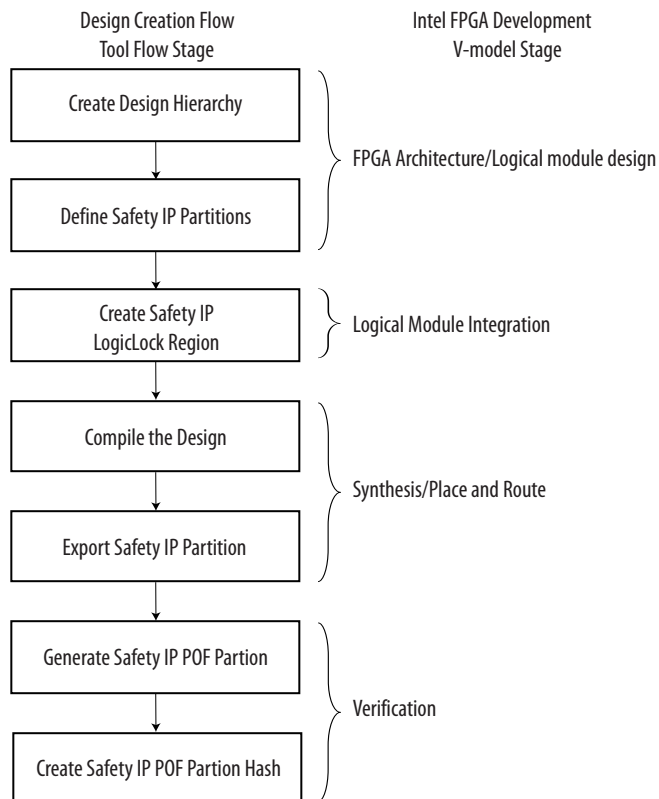 Design Creation Flow
Tool Flow Stage
Intel FPGA Development
V-model Stage
Create Design Hierarchy
FPGA Architecture/Logical module design
Define Safety IP Partitions
Create Safety IP
LogicLock Region
Logical Module Integration
Compile the Design
Synthesis/Place and Route
Export Safety IP Partition
Generate Safety IP POF Partion
Verification
Create Safety IP POF Partion Hash